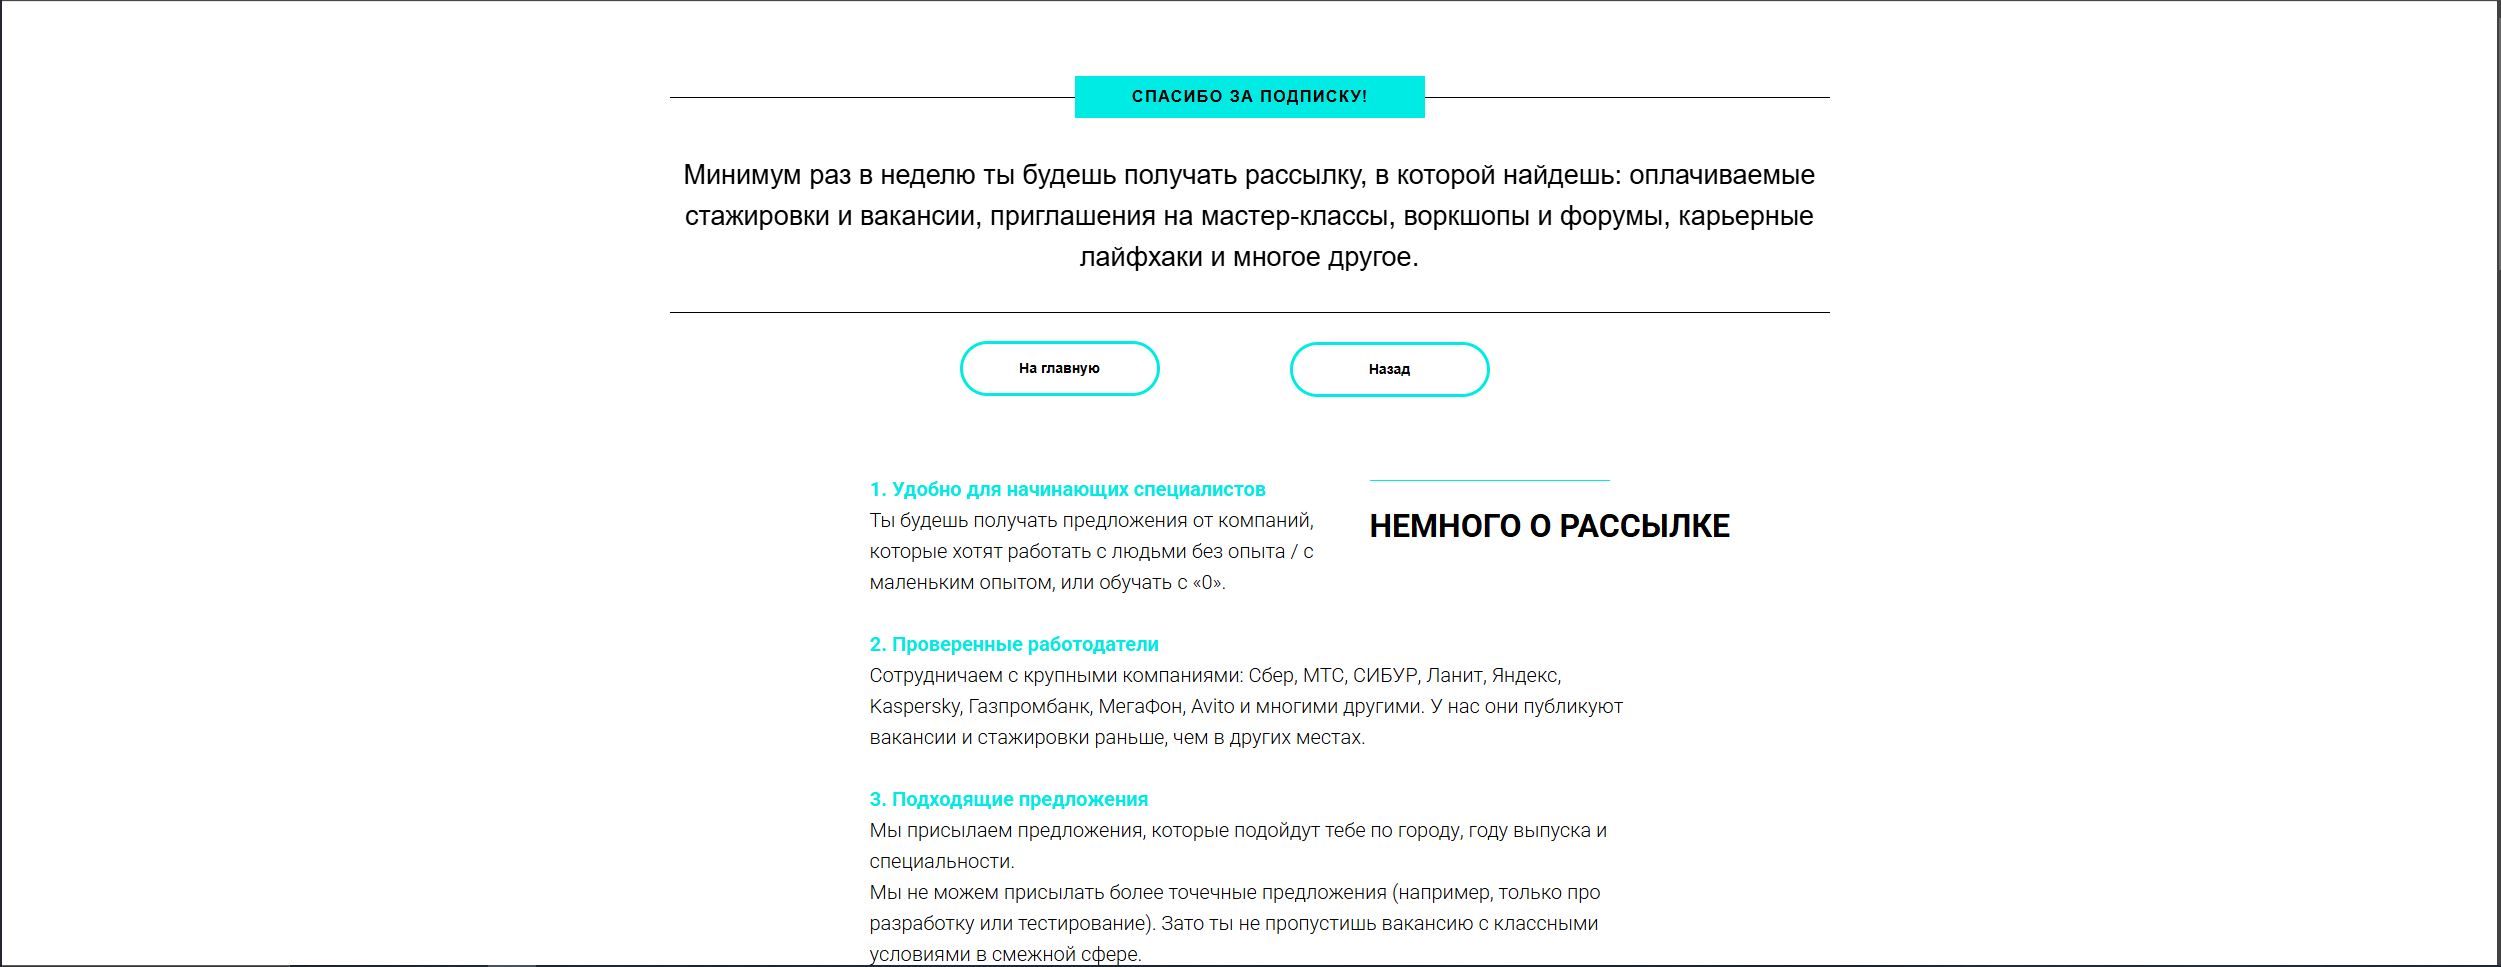 СПАСИБО ЗА ПОДПИСКУ!
Минимум раз в неделю ты будешь получать рассылку, в которой найдешь: оплачиваемые
стажировки и вакансии, приглашения на мастер-классы, воркшопы и форумы, карьерные
лайфхаки и многое другое.
На главную
Назад
НЕМНОГО О РАССЫЛКЕ
1. Удобно для начинающих специалистов
Ты будешь получать предложения от компаний,
которые хотят работать с людьми без опыта / с
маленьким опытом, или обучать с «0».
2. Проверенные работодатели
Сотрудничаем с крупными компаниями: Сбер, МТС, СИБУР, Ланит, Яндекс,
Kaspersky, Газпромбанк, МегаФон, Avito и многими другими. У нас они публикуют
вакансии и стажировки раньше, чем в других местах.
3. Подходящие предложения
Мы присылаем предложения, которые подойдут тебе по городу, году выпуска и
специальности.
Мы не можем присылать более точечные предложения (например, только про
разработку или тестирование). Зато ты не пропустишь вакансию с классными
условиями в смежной сфере.